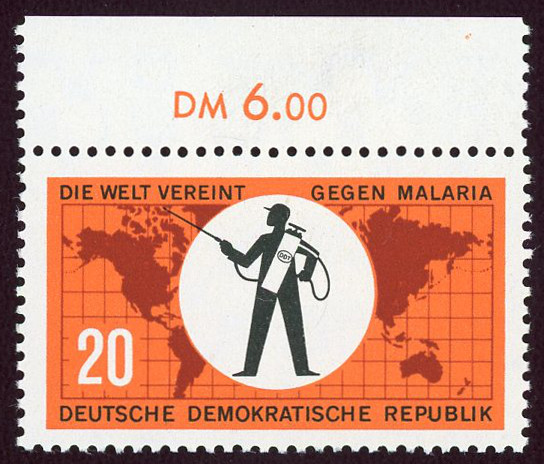 DM 6.00
DIE WELT VEREINT GEGEN MALARIA
DDT
20
DEUTSCHE DEMOKRATISCHE REPUBLIK